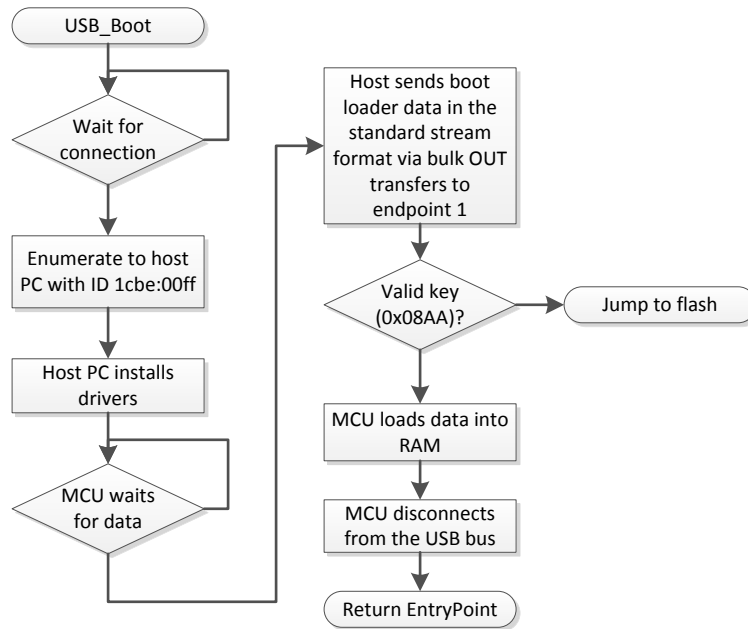 USB_Boot
Wait for
connection
Enumerate to host
PC with ID 1cbe:00ff
Host PC installs
drivers
MCU waits
for data
Host sends boot
loader data in the
standard stream
format via bulk OUT
transfers to
endpoint 1
Valid key
(0x08AA)?
Jump to flash
MCU loads data into
RAM
MCU disconnects
from the USB bus
Return EntryPoint